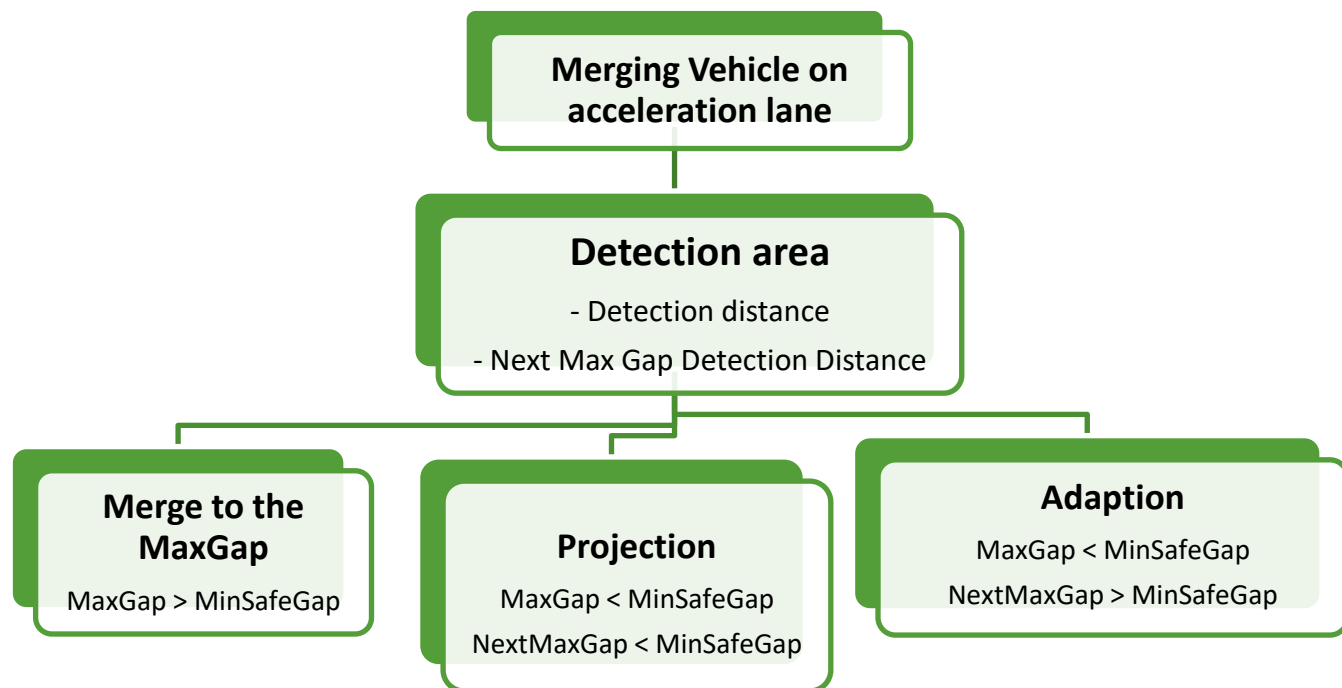 Merging Vehicle on
acceleration lane
Detection area
- Detection distance
- Next Max Gap Detection Distance
Merge to the
MaxGap
MaxGap > MinSafeGap
Projection
MaxGap < MinSafeGap
NextMaxGap < MinSafeGap
Adaption
MaxGap < MinSafeGap
NextMaxGap > MinSafeGap